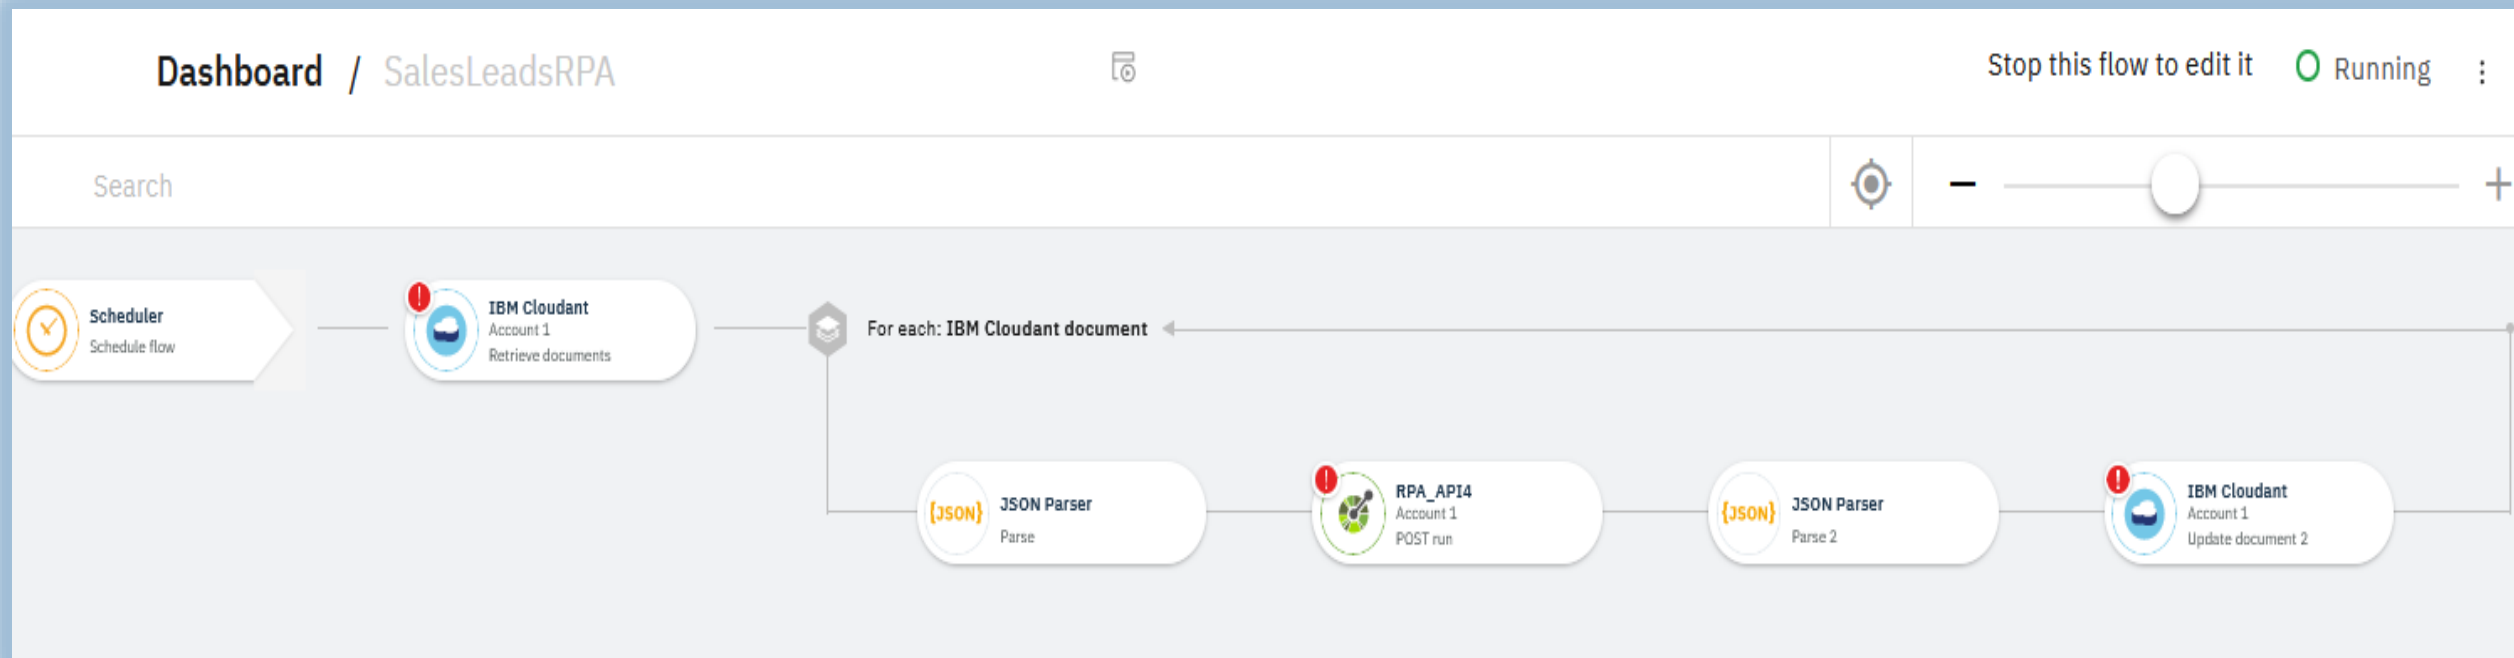 Dashboard / SalesLeadsRPA
Stop this flow to edit it
Running
Search
Scheduler
Schedule flow
IBM Cloudant
Account 1
Retrieve documents
For each: IBM Cloudant document
{JSON}
JSON Parser
Parse
RPA_API4
Account 1
POST run
{JSON}
JSON Parser
Parse 2
IBM Cloudant
Account 1
Update document 2